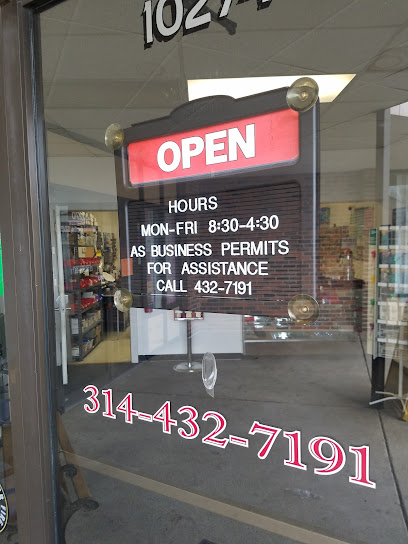 OPEN
HOURS
MON-FRI 8:30-4:30
AS BUSINESS PERMITS
FOR ASSISTANCE
CALL 432-7191
314-432-7191